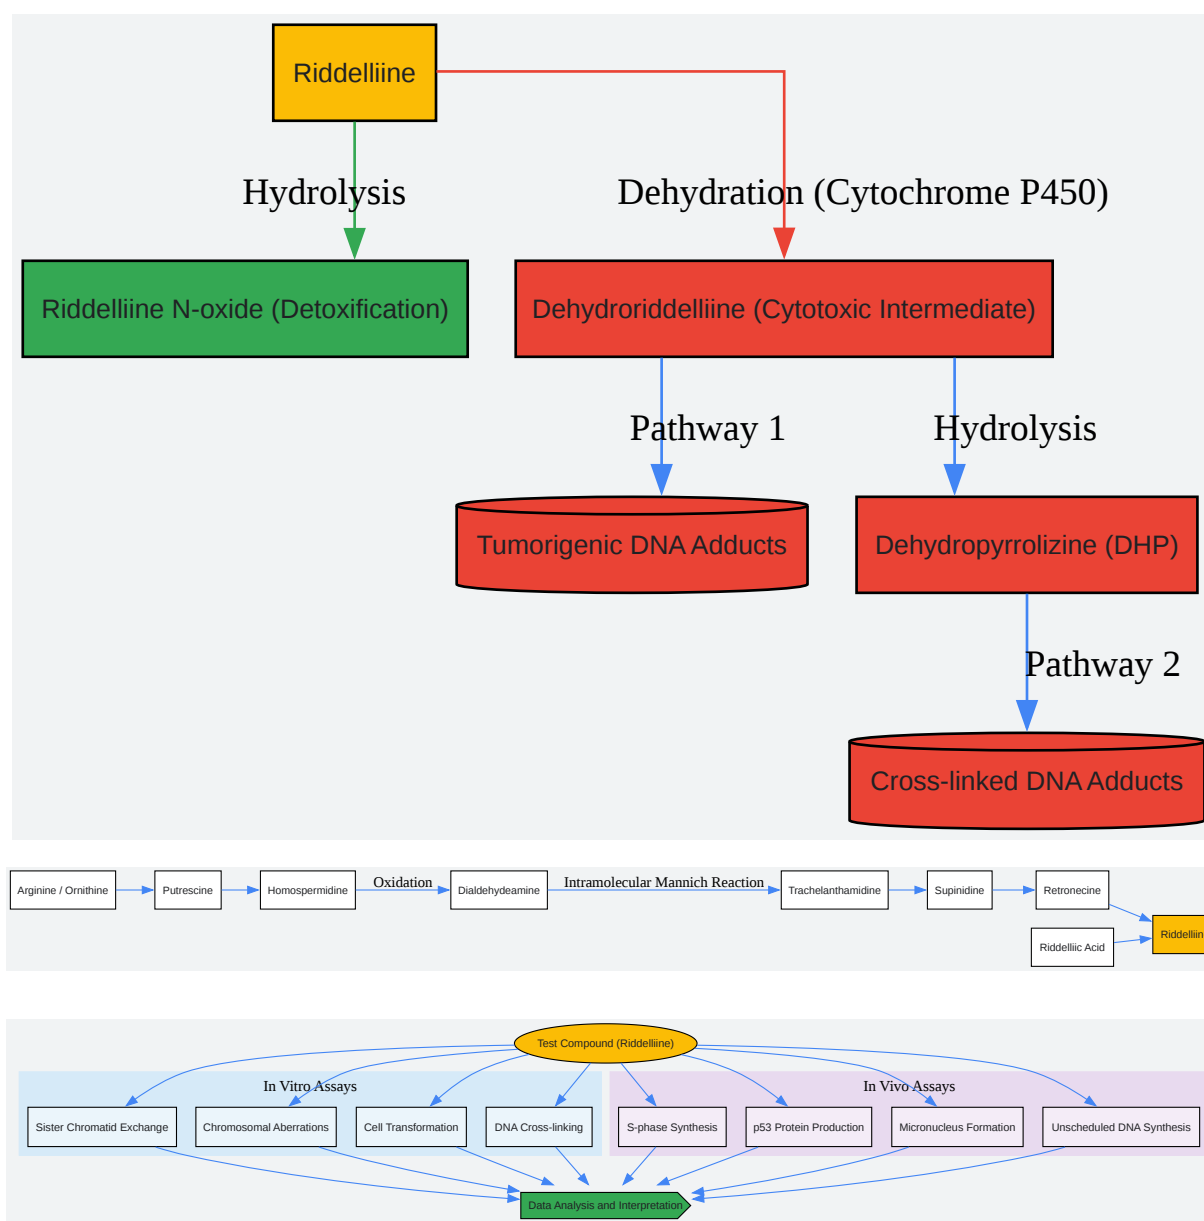 Riddelliine
Hydrolysis
Dehydration (Cytochrome P450)
Riddelliine N-oxide (Detoxification)
Dehydroriddelliine (Cytotoxic Intermediate)
Pathway 1
Hydrolysis
Tumorigenic DNA Adducts
Dehydropyrrolizine (DHP)
Pathway 2
Cross-linked DNA Adducts
Arginine / Ornithine
Putrescine
Homospermidine
Oxidation
Dialdehydeamine
Intramolecular Mannich Reaction
Trachelanthamidine
Supinidine
Retronecine
Riddelliic Acid
Riddelliin
Test Compound (Riddelliine)
In Vitro Assays
In Vivo Assays
Sister Chromatid Exchange
Chromosomal Aberrations
Cell Transformation
DNA Cross-linking
S-phase Synthesis
p53 Protein Production
Micronucleus Formation
Unscheduled DNA Synthesis
Data Analysis and Interpretation